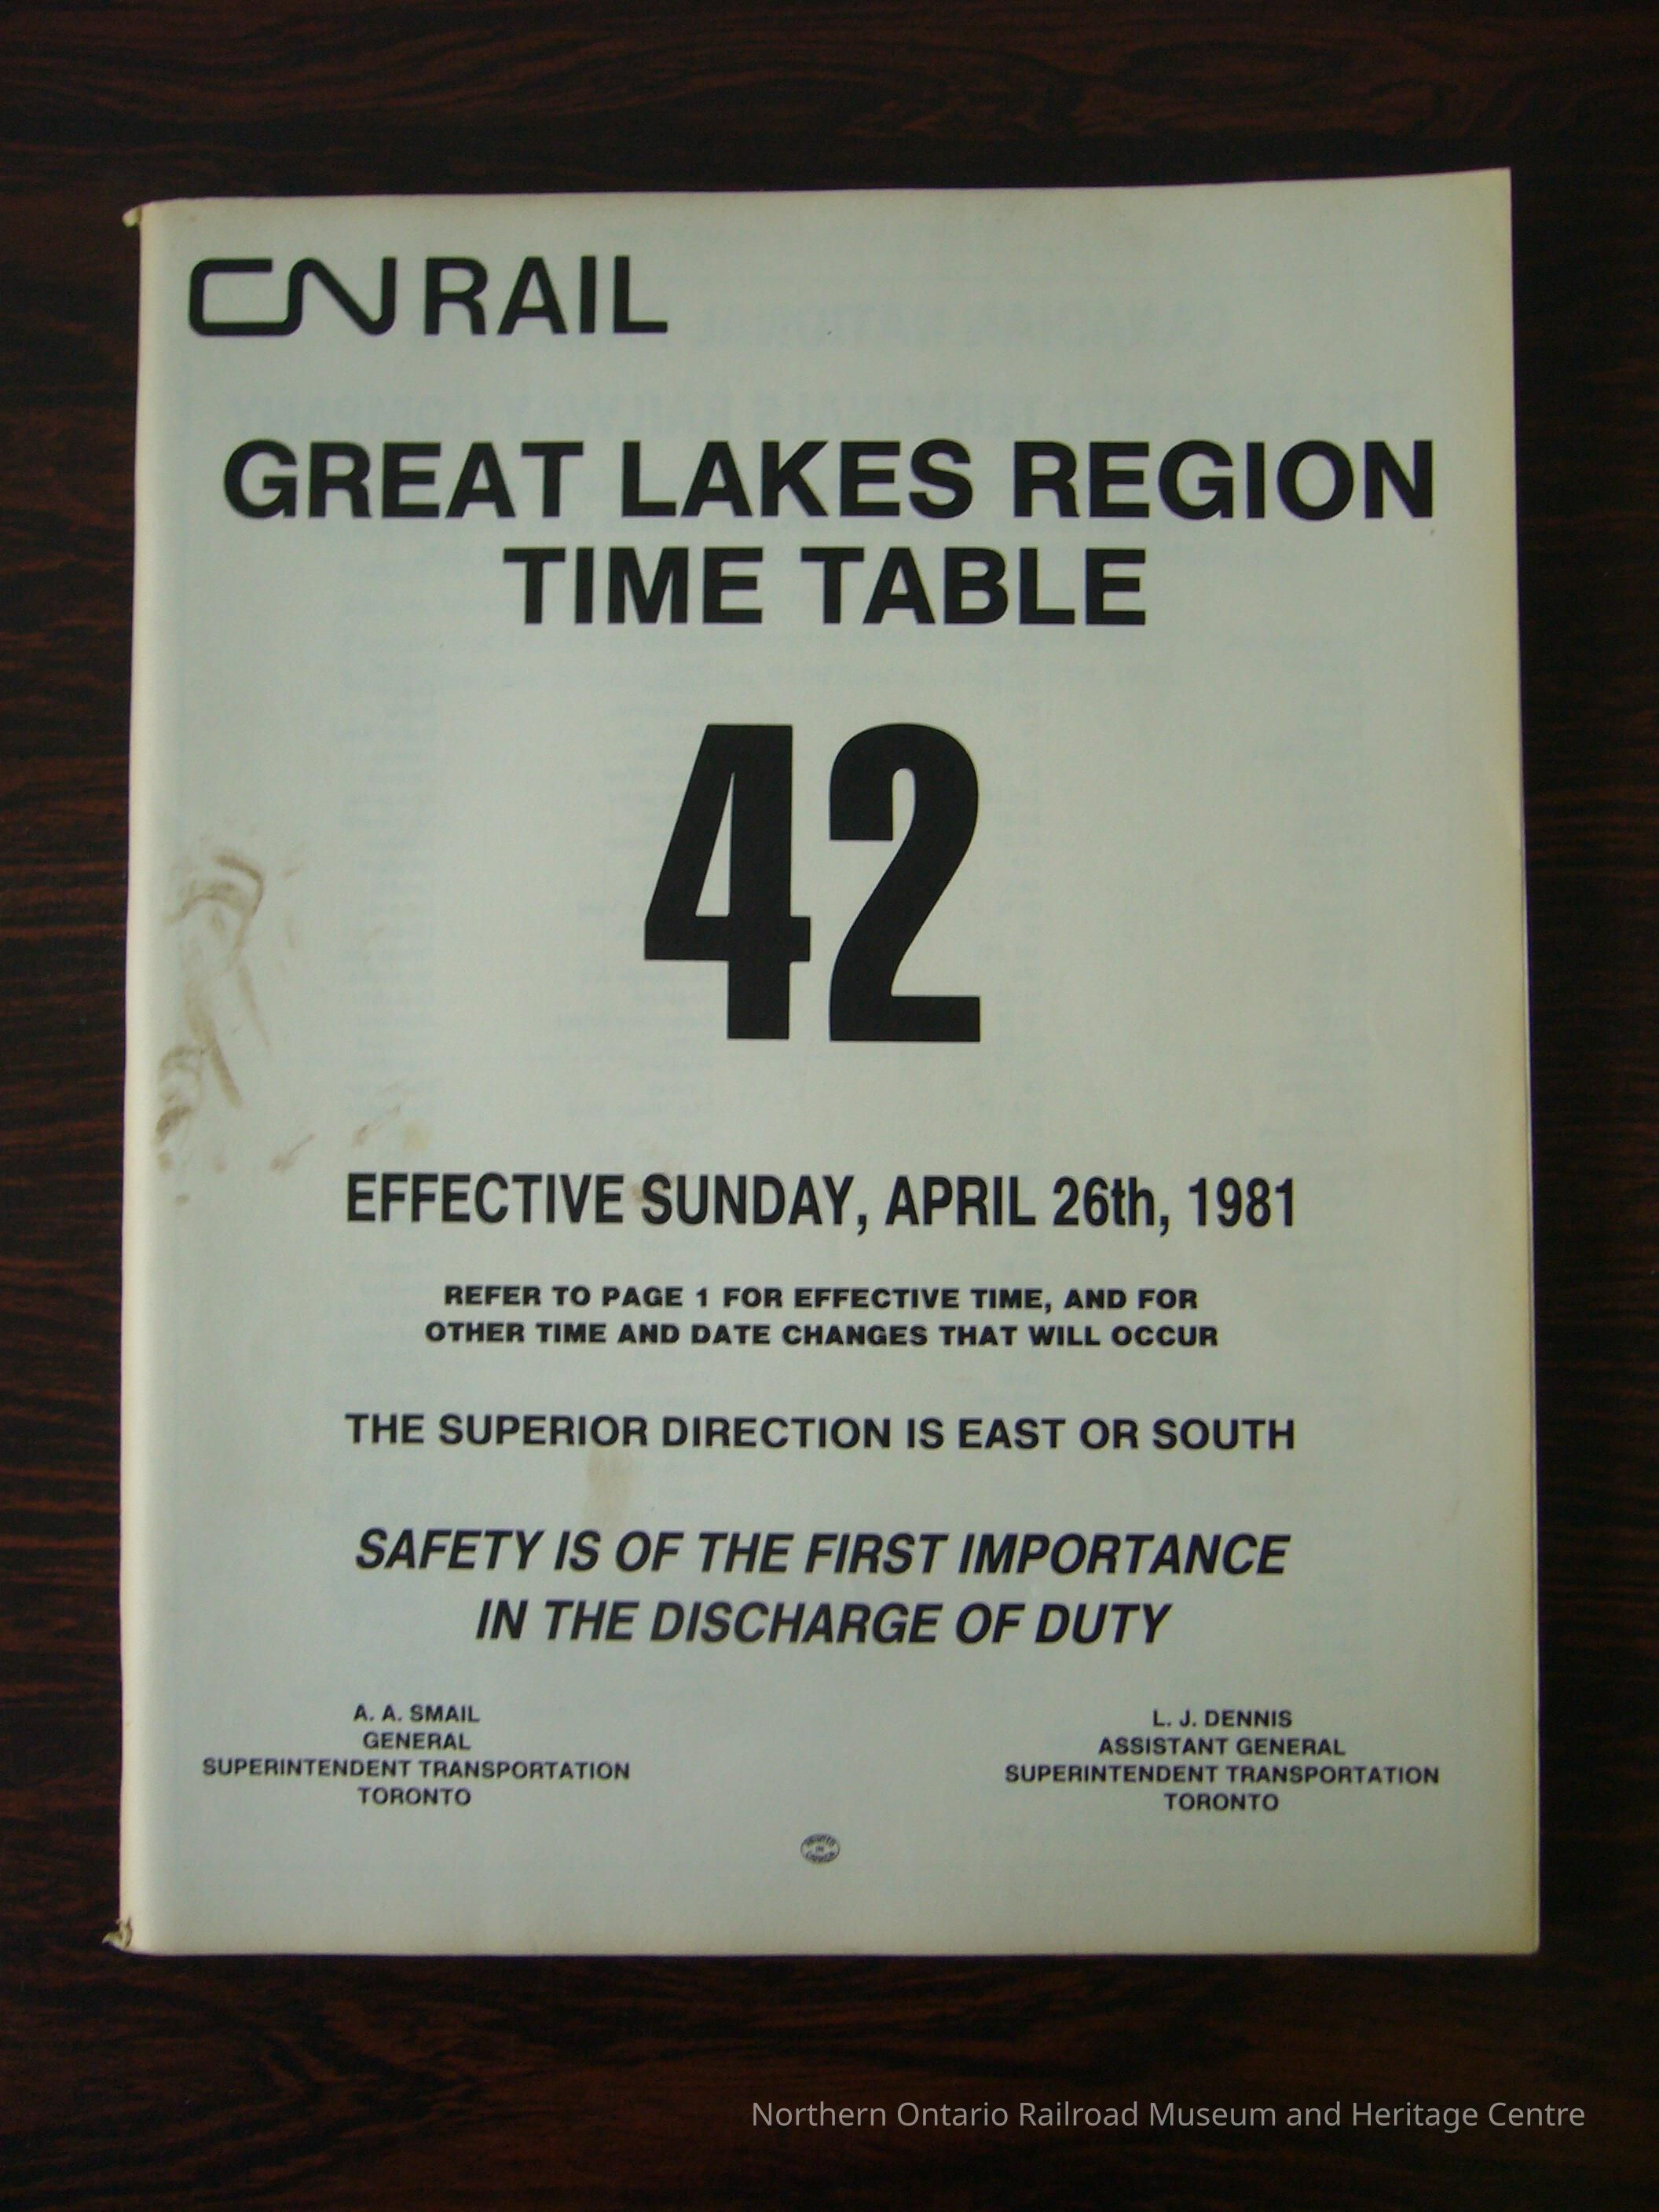 CN RAIL
GREAT LAKES REGION
TIME TABLE
42
EFFECTIVE SUNDAY, APRIL 26th, 1981
REFER TO PAGE 1 FOR EFFECTIVE TIME, AND FOR
OTHER TIME AND DATE CHANGES THAT WILL OCCUR
THE SUPERIOR DIRECTION IS EAST OR SOUTH
SAFETY IS OF THE FIRST IMPORTANCE
IN THE DISCHARGE OF DUTY
A. A. SMAIL
GENERAL
SUPERINTENDENT TRANSPORTATION
TORONTO
L. J. DENNIS
ASSISTANT GENERAL
SUPERINTENDENT TRANSPORTATION
TORONTO
PRINTED
IN
CANADA
Northern Ontario Railroad Museum and Heritage Centre